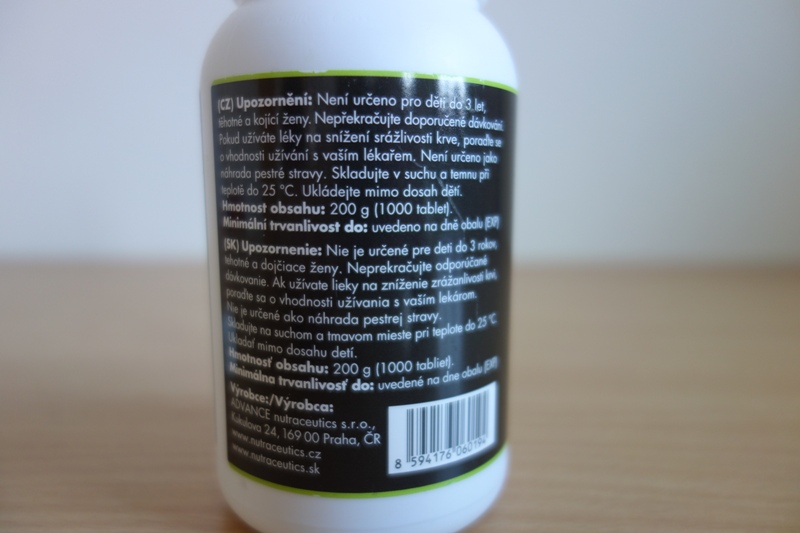 (CZ) Upozornění: Není určeno pro děti do 3 let,
těhotné a kojící ženy. Nepřekračujte doporučené dávkování.
Pokud užíváte léky na snížení srážlivosti krve, poraďte se
o vhodnosti užívání s vaším lékařem. Není určeno jako
náhrada pestré stravy. Skladujte v suchu a temnu při
teplotě do 25 °C. Ukládejte mimo dosah dětí.
Hmotnost obsahu: 200 g (1000 tablet).
Minimální trvanlivost do: uvedeno na dně obalu (EXP)
(SK) Upozornenie: Nie je určené pre deti do 3 rokov,
tehotné a dojčiace ženy. Neprekračujte odporúčané
dávkovanie. Ak užívate lieky na zníženie zrážanlivosti krvi,
poraďte sa o vhodnosti užívania s vaším lekárom.
Nie je určené ako náhrada pestrej stravy.
Skladujte na suchom a tmavom mieste pri teplote do 25 °C.
Ukladať mimo dosahu detí.
Hmotnosť obsahu: 200 g (1000 tabliet).
Minimálna trvanlivosť do: uvedené na dne obalu (EXP)
Výrobce:/Výrobca:
ADVANCE nutraceutics s.r.o.,
Kukulova 24, 169 00 Praha, ČR
www.nutraceutics.cz
www.nutraceutics.sk
8 594176 060194